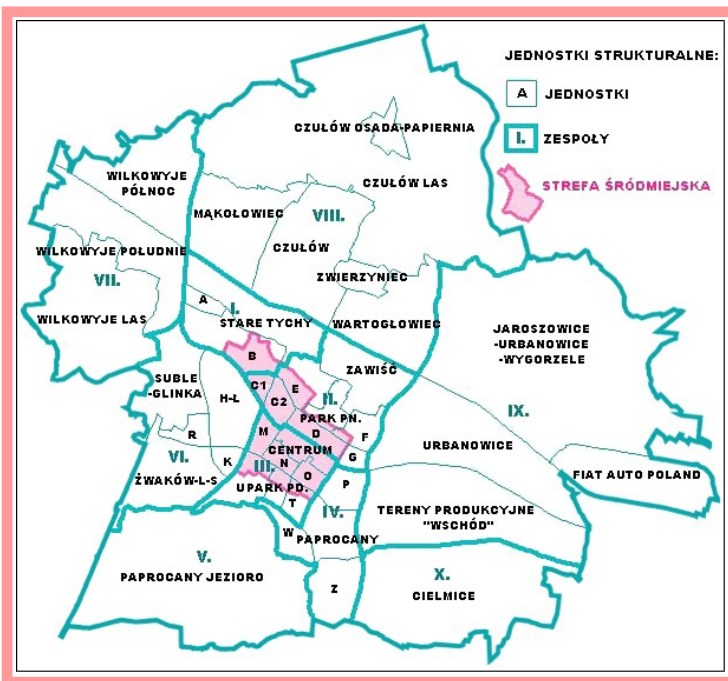 JEDNOSTKI STRUKTURALNE:
A JEDNOSTKI
I. ZESPOŁY
STREFA ŚRÓDMIEJSKA
CZUŁÓW OSADA-PAPIERNIA
WILKOWYJE
PÓŁNOC
CZUŁÓW LAS
MĄKOŁOWIEC
VIII.
CZUŁÓW
WILKOWYJE POŁUDNIE
VII.
ZWIERZYNIEC
WILKOWYJE LAS
A
I.
STARE TYCHY
WARTOGŁOWIEC
JAROSZOWICE
-URBANOWICE
-WYGORZELE
B
ZAWIŚĆ
SUBLE
-GLINKA
H-Ł
C1
E
C2
II.
IX.
PARK PN.
R
M
D
F
CENTRUM
URBANOWICE
VI.
K
III.
N
G
FIAT AUTO POLAND
ŻWAKÓW-L-S
O
P
UPARK PD.
T
IV.
TERENY PRODUKCYJNE
"WSCHÓD"
W
PAPROCANY
V.
PAPROCANY JEZIORO
Z
X.
CIELMICE